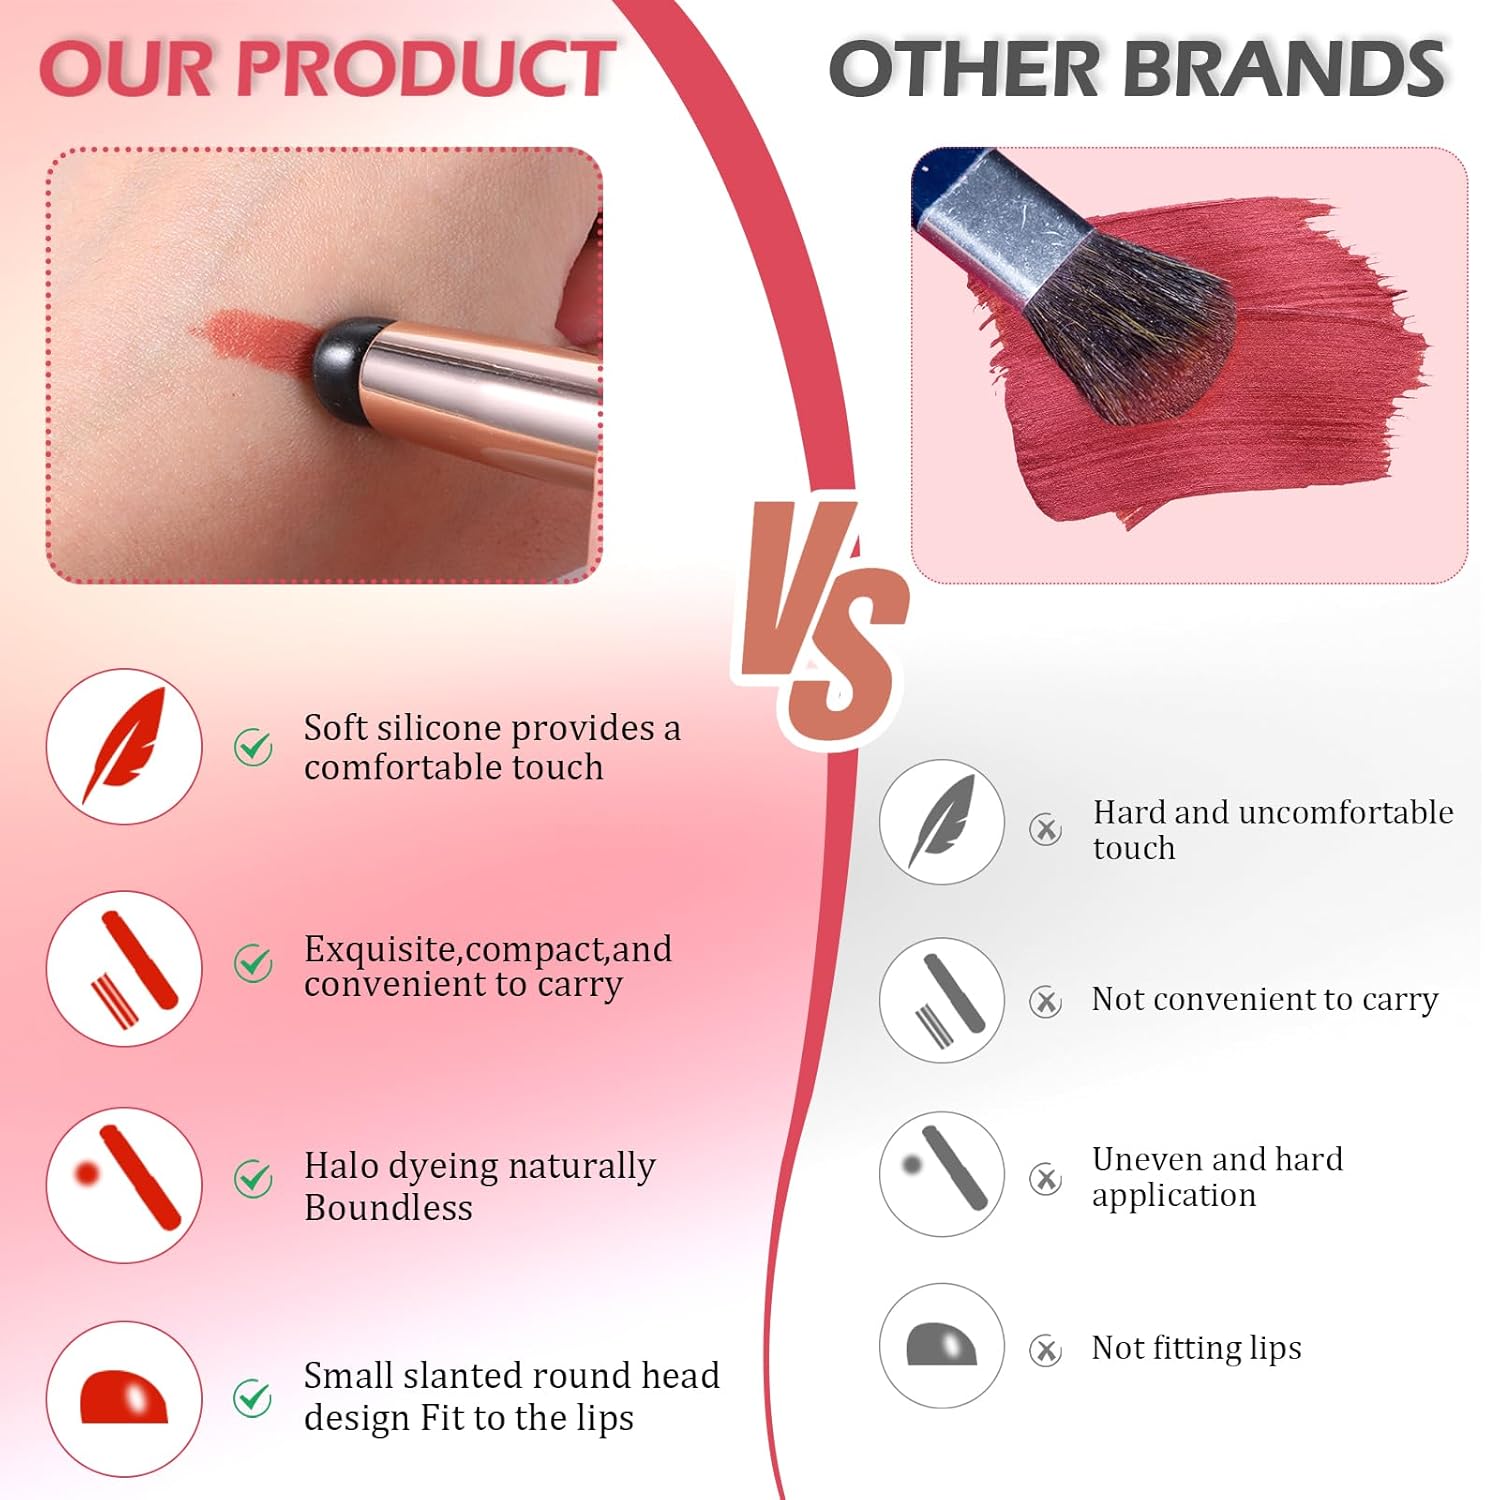 OUR PRODUCT
OTHER BRANDS
VS
Soft silicone provides a
comfortable touch
Exquisite,compact,and
convenient to carry
Halo dyeing naturally
Boundless
Small slanted round head
design Fit to the lips
Hard and uncomfortable
touch
Not convenient to carry
Uneven and hard
application
Not fitting lips